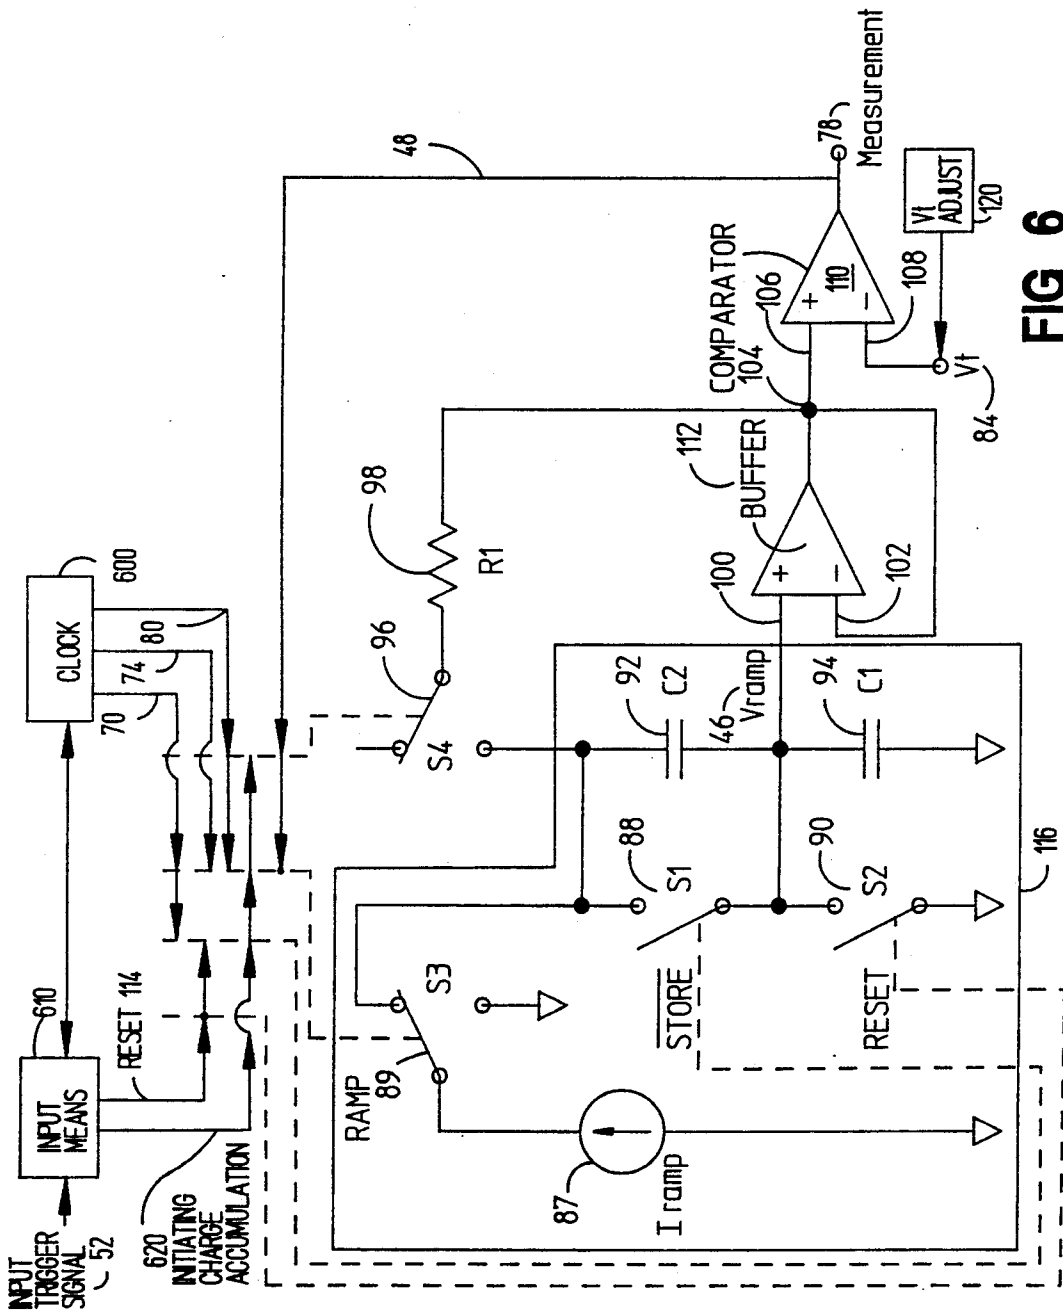 INPUT
TRIGGER
SIGNAL
52
INPUT
MEANS
610
RESET 114
620
INITIATING
CHARGE
ACCUMULATION
CLOCK
600
70
74
80
48
RAMP
89
S3
87
I ramp
STORE
RESET
88
S1
90
S2
S4
96
98
R1
92
C2
46
Vramp
94
C1
116
100
102
112
BUFFER
104
COMPARATOR
106
110
108
+
−
+
−
78
Measurement
84
Vt
Vt
ADJUST
120
FIG 6